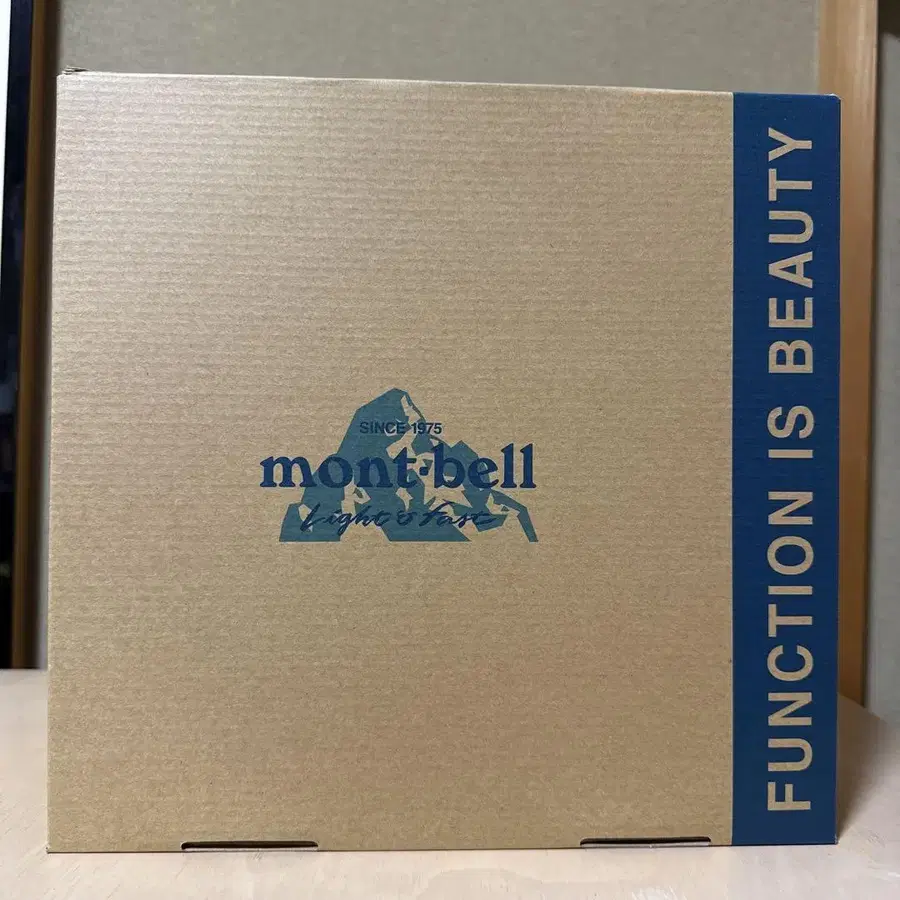 SINCE 1975
mont-bell
Light & Fast
FUNCTION IS BEAUTY